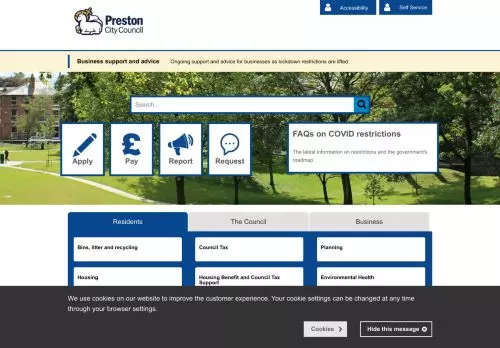 Preston
City Council
Accessibility
Self Service
Business support and advice Ongoing support and advice for businesses as lockdown restrictions are lifted.
Search...
Apply
Pay
Report
Request
FAQs on COVID restrictions
The latest information on restrictions and the government's
roadmap.
Residents
The Council
Business
Bins, litter and recycling
Council Tax
Planning
Housing
Housing Benefit and Council Tax
Support
Environmental Health
We use cookies on our website to improve the customer experience. Your cookie settings can be changed at any time
through your browser settings.
Cookies
Hide this message